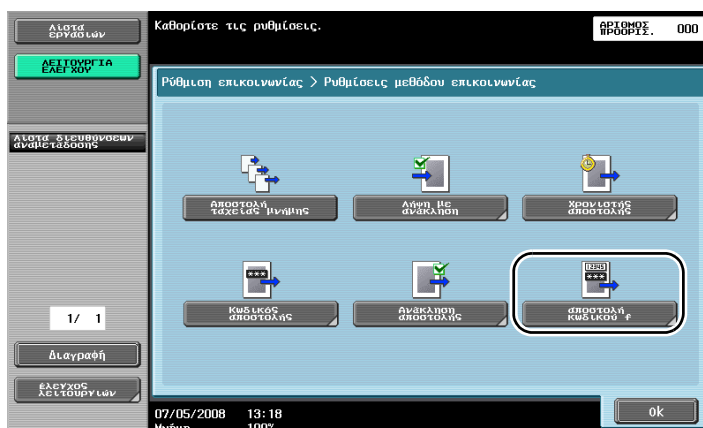 Λίστα
εργασιών
Καθορίστε τις ρυθμίσεις.
ΑΡΙΘΜΟΣ
ΠΡΟΟΡΙΣ.
000
ΛΕΙΤΟΥΡΓΙΑ
ΕΛΕΓΧΟΥ
Ρύθμιση επικοινωνίας > Ρυθμίσεις μεθόδου επικοινωνίας
Λίστα διευθύνσεων
αναμετάδοσης
Αποστολή
ταχείας μνήμης
Λήψη με
ανάκληση
Χρονιστής
αποστολής
Κωδικός
αποστολής
Ανάκληση
αποστολής
12345
***
αποστολή
κωδικού f
1/ 1
Διαγραφή
έλεγχος
λειτουργιών
ok
07/05/2008 13:18
Μνήμη 100%